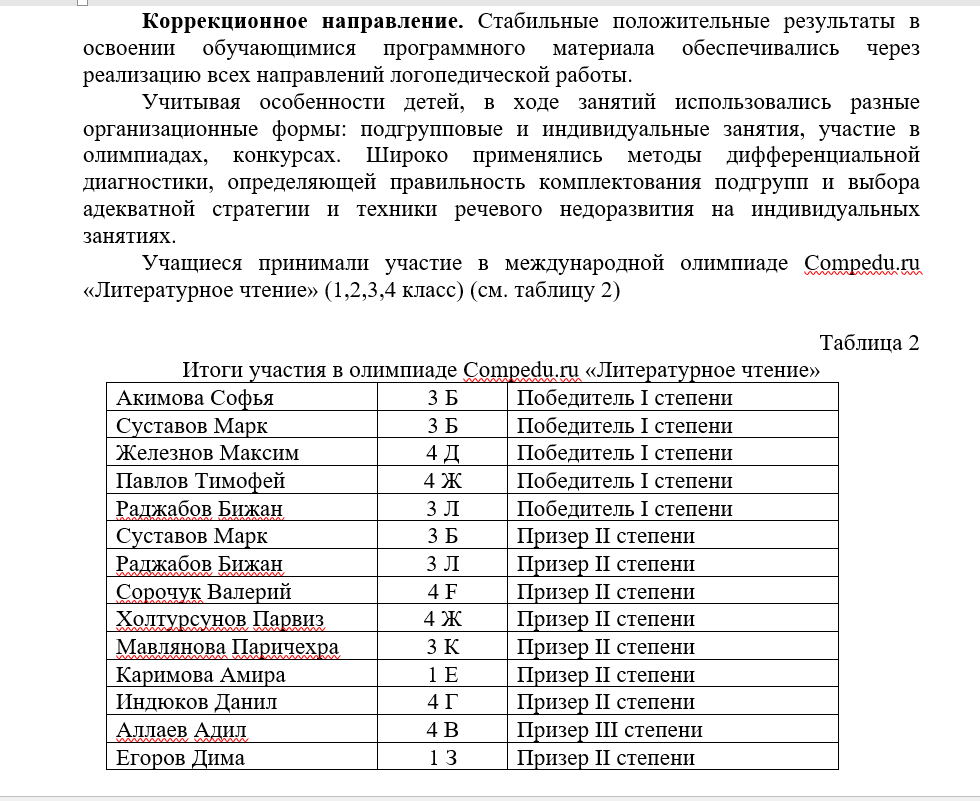 Коррекционное направление. Стабильные положительные результаты в
освоении обучающимися программного материала обеспечивались через
реализацию всех направлений логопедической работы.
Учитывая особенности детей, в ходе занятий использовались разные
организационные формы: подгрупповые и индивидуальные занятия, участие в
олимпиадах, конкурсах. Широко применялись методы дифференциальной
диагностики, определяющей правильность комплектования подгрупп и выбора
адекватной стратегии и техники речевого недоразвития на индивидуальных
занятиях.
Учащиеся принимали участие в международной олимпиаде Compedu.ru
«Литературное чтение» (1,2,3,4 класс) (см. таблицу 2)
Таблица 2
Итоги участия в олимпиаде Compedu.ru «Литературное чтение»
Акимова Софья 3 Б Победитель I степени
Суставов Марк 3 Б Победитель I степени
Железнов Максим 4 Д Победитель I степени
Павлов Тимофей 4 Ж Победитель I степени
Раджабов Бижан 3 Л Победитель I степени
Суставов Марк 3 Б Призер II степени
Раджабов Бижан 3 Л Призер II степени
Сорочук Валерий 4 F Призер II степени
Холтурсунов Парвиз 4 Ж Призер II степени
Мавлянова Паричехра 3 К Призер II степени
Каримова Амира 1 Е Призер II степени
Индюков Данил 4 Г Призер II степени
Аллаев Адил 4 В Призер III степени
Егоров Дима 1 З Призер II степени